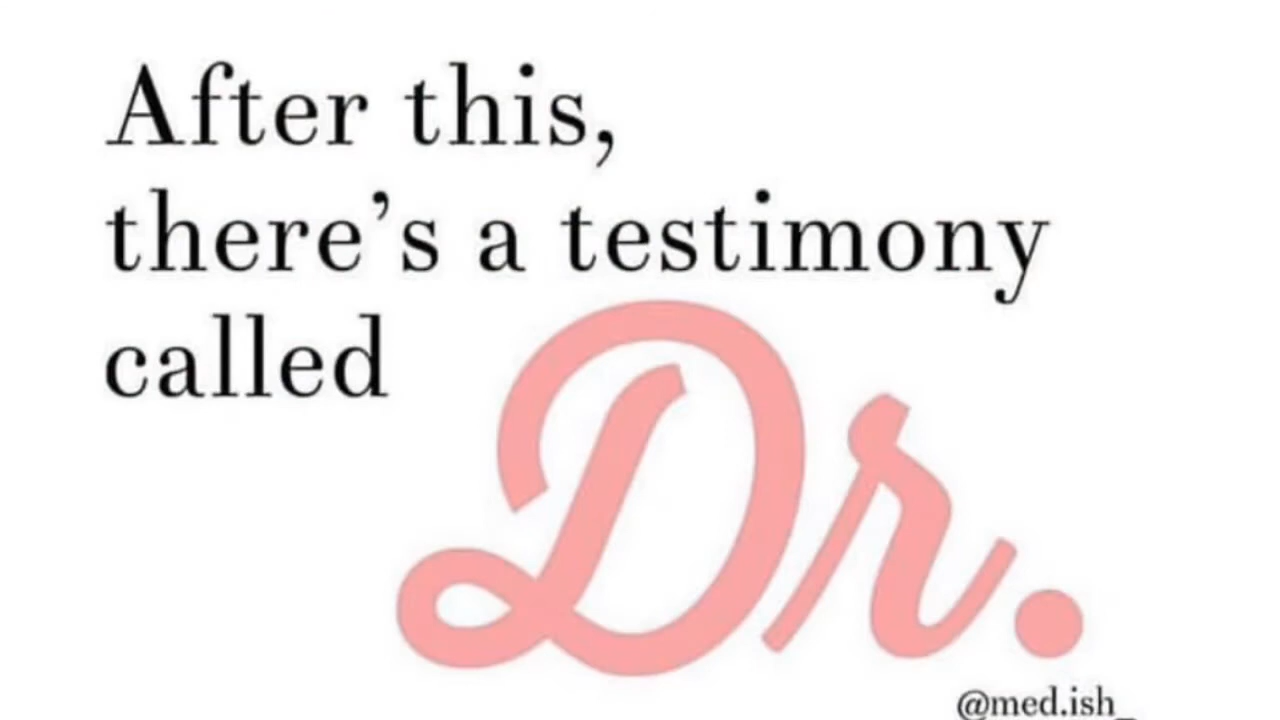 After this,
there’s a testimony
called
Dr.
@med.ish_